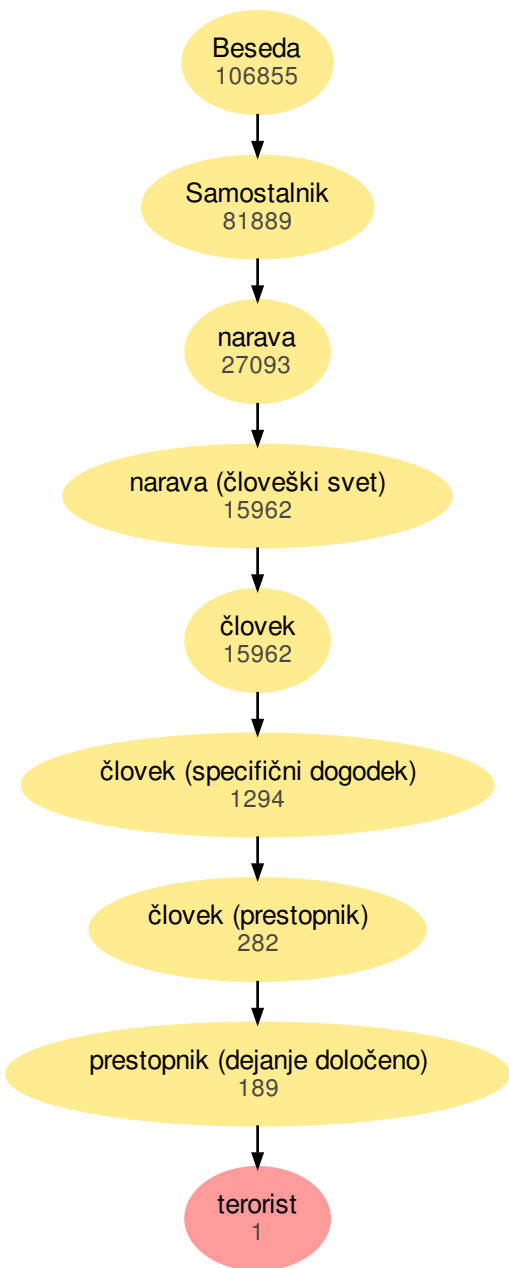 Beseda
106855
Samostalnik
81889
narava
27093
narava (človeški svet)
15962
človek
15962
človek (specifični dogodek)
1294
človek (prestopnik)
282
prestopnik (dejanje določeno)
189
terorist
1